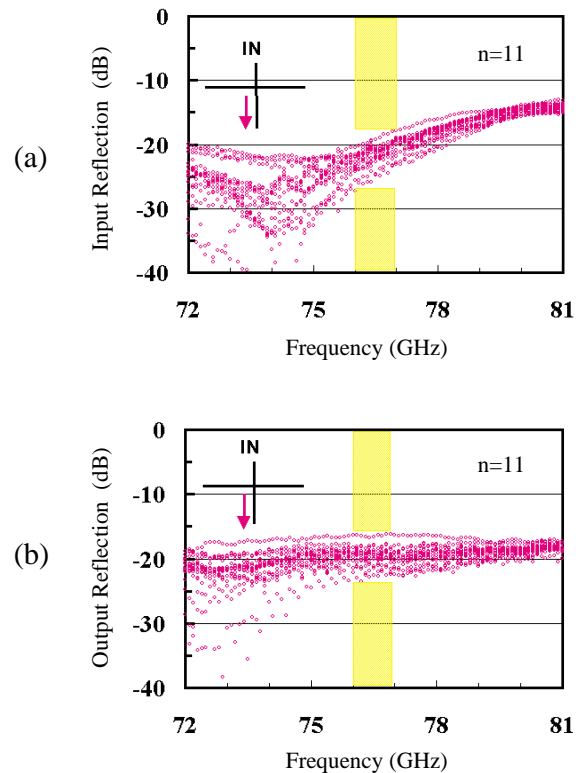 (a)
Input Reflection (dB)
0
-10
-20
-30
-40
IN
n=11
72
75
78
81
Frequency (GHz)
(b)
Output Reflection (dB)
0
-10
-20
-30
-40
IN
n=11
72
75
78
81
Frequency (GHz)